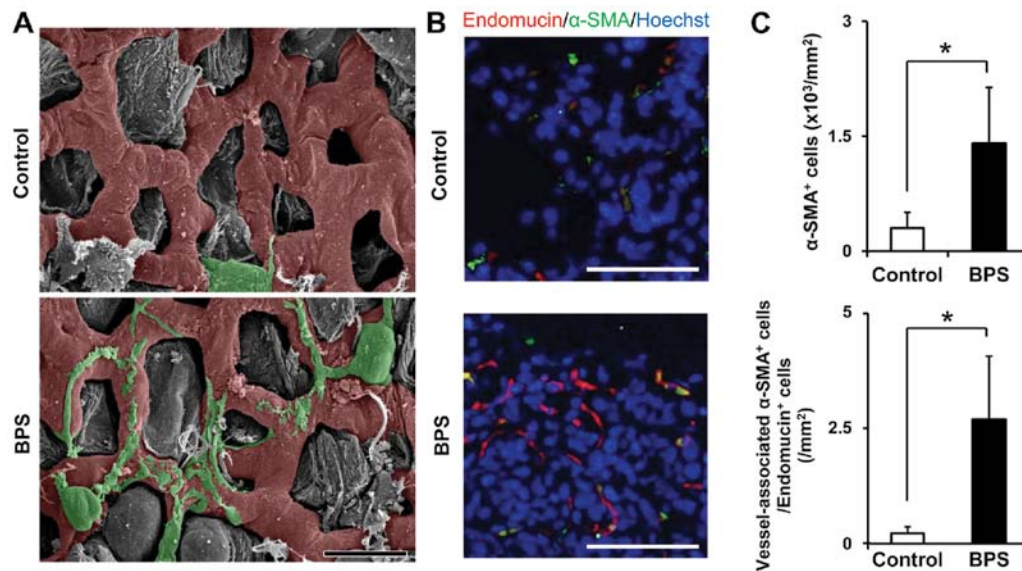 A
Control
BPS
B
Endomucin/α-SMA/Hoechst
Control
BPS
C
α-SMA⁺ cells (x10³/mm²)
3
1.5
0
*
Control
BPS
Vessel-associated α-SMA⁺ cells
/Endomucin⁺ cells
(/mm²)
5
2.5
0
*
Control
BPS